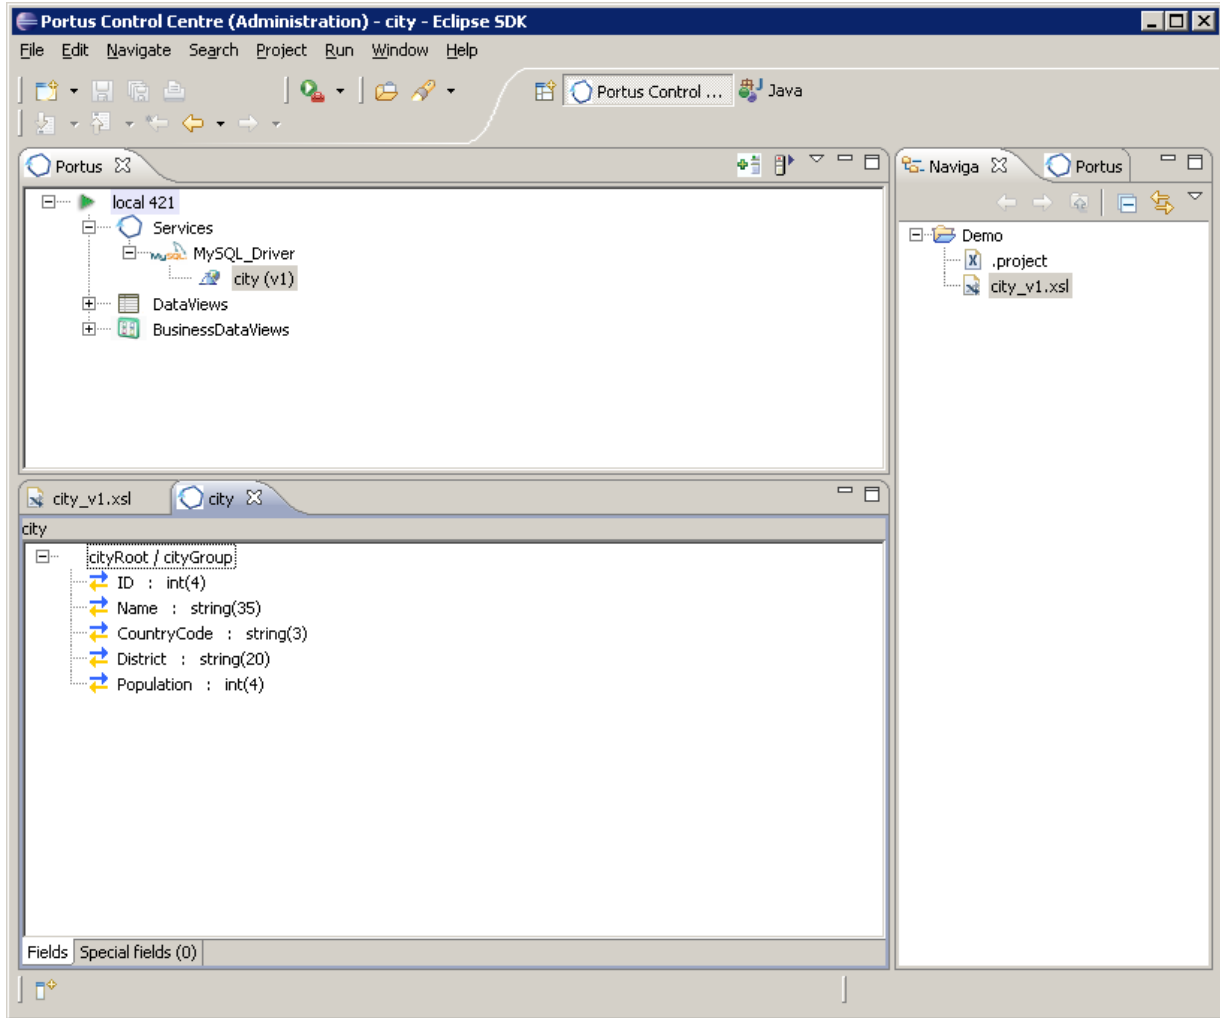 Portus Control Centre (Administration) - city - Eclipse SDK
File Edit Navigate Search Project Run Window Help
Portus Control ... Java
Portus
local 421
Services
MySQL MySQL_Driver
city (v1)
DataViews
BusinessDataViews
Naviga Portus
Demo
.project
city_v1.xsl
city_v1.xsl city
city
cityRoot / cityGroup
ID : int(4)
Name : string(35)
CountryCode : string(3)
District : string(20)
Population : int(4)
Fields Special fields (0)